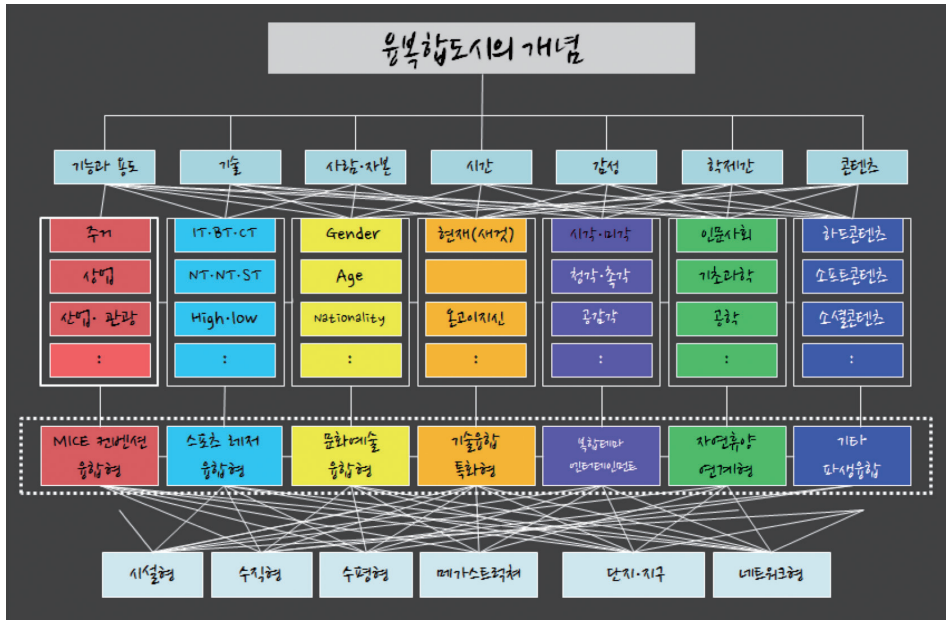 융복합도시의 개념
기능과 용도
기술
사람·자본
시간
감성
학제간
콘텐츠
주거
상업
산업·관광
:
IT·BT·CT
NT·NT·ST
High·low
:
Gender
Age
Nationality
:
현재(새것)
온고이지신
:
시각·미각
청각·촉각
공감각
:
인문사회
기초과학
공학
:
하드콘텐츠
소프트콘텐츠
소셜콘텐츠
:
MICE 컨벤션
융합형
스포츠 레저
융합형
문화예술
융합형
기술융합
특화형
복합테마
엔터테인먼트
자연휴양
연계형
기타
파생융합
시설형
수직형
수평형
메가스트럭쳐
단지·지구
네트워크형